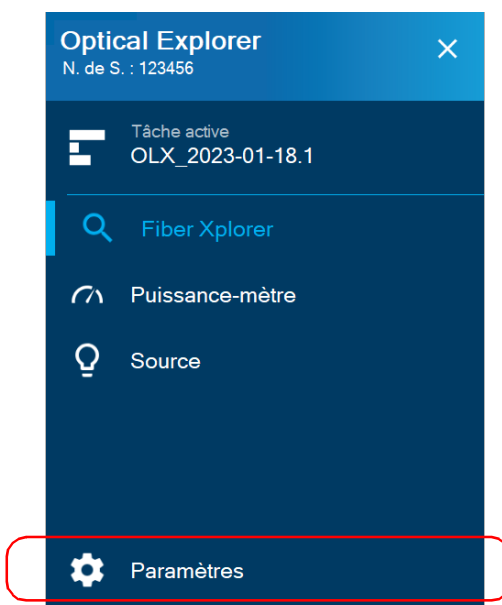 Optical Explorer
N. de S. : 123456
Tâche active
OLX_2023-01-18.1
Fiber Xplorer
Puissance-mètre
Source
Paramètres